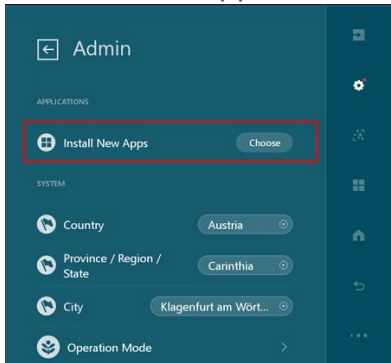 Admin
APPLICATIONS
Install New Apps Choose
SYSTEM
Country Austria
Province / Region /
State Carinthia
City Klagenfurt am Wört...
Operation Mode